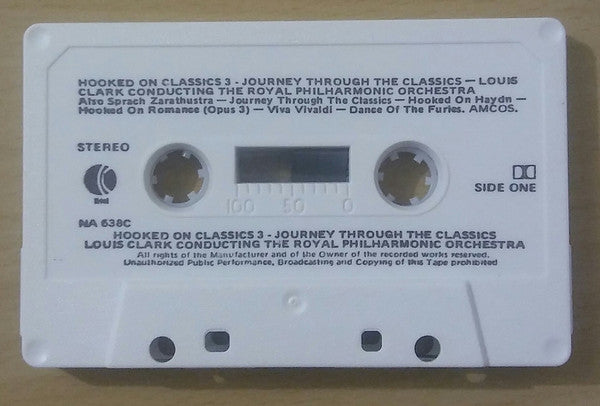 HOOKED ON CLASSICS 3 - JOURNEY THROUGH THE CLASSICS — LOUIS
CLARK CONDUCTING THE ROYAL PHILHARMONIC ORCHESTRA
Also Sprach Zarathustra — Journey Through The Classics — Hooked On Haydn —
Hooked On Romance (Opus 3) — Viva Vivaldi — Dance Of The Furies. AMCOS.
STEREO
SIDE ONE
100 50 0
NA 638C
HOOKED ON CLASSICS 3 - JOURNEY THROUGH THE CLASSICS
LOUIS CLARK CONDUCTING THE ROYAL PHILHARMONIC ORCHESTRA
All rights of the Manufacturer and of the Owner of the recorded works reserved.
Unauthorized Public Performance, Broadcasting and Copying of this Tape prohibited